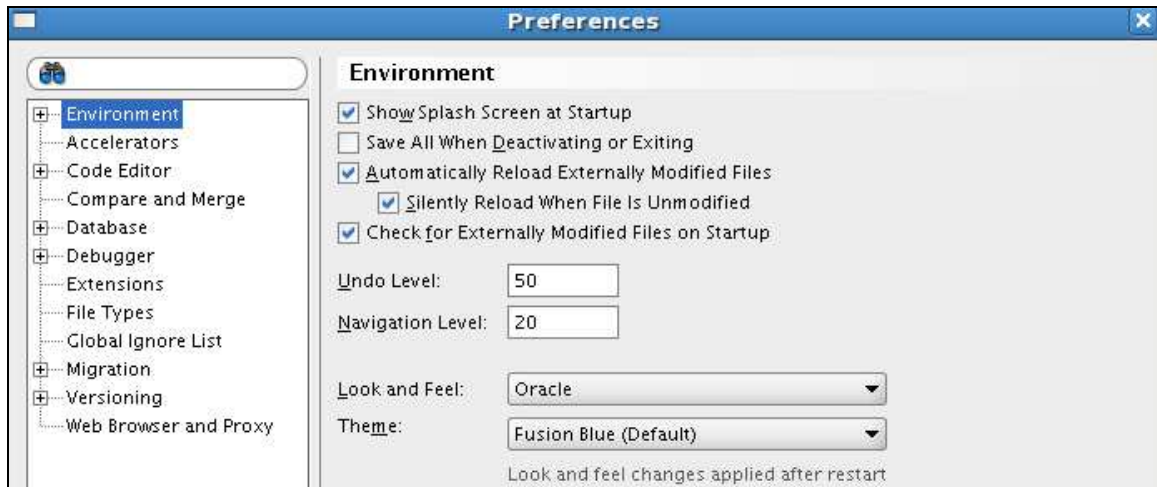 Preferences
Environment
Accelerators
Code Editor
Compare and Merge
Database
Debugger
Extensions
File Types
Global Ignore List
Migration
Versioning
Web Browser and Proxy
Environment
Show Splash Screen at Startup
Save All When Deactivating or Exiting
Automatically Reload Externally Modified Files
Silently Reload When File Is Unmodified
Check for Externally Modified Files on Startup
Undo Level: 50
Navigation Level: 20
Look and Feel: Oracle
Theme: Fusion Blue (Default)
Look and feel changes applied after restart